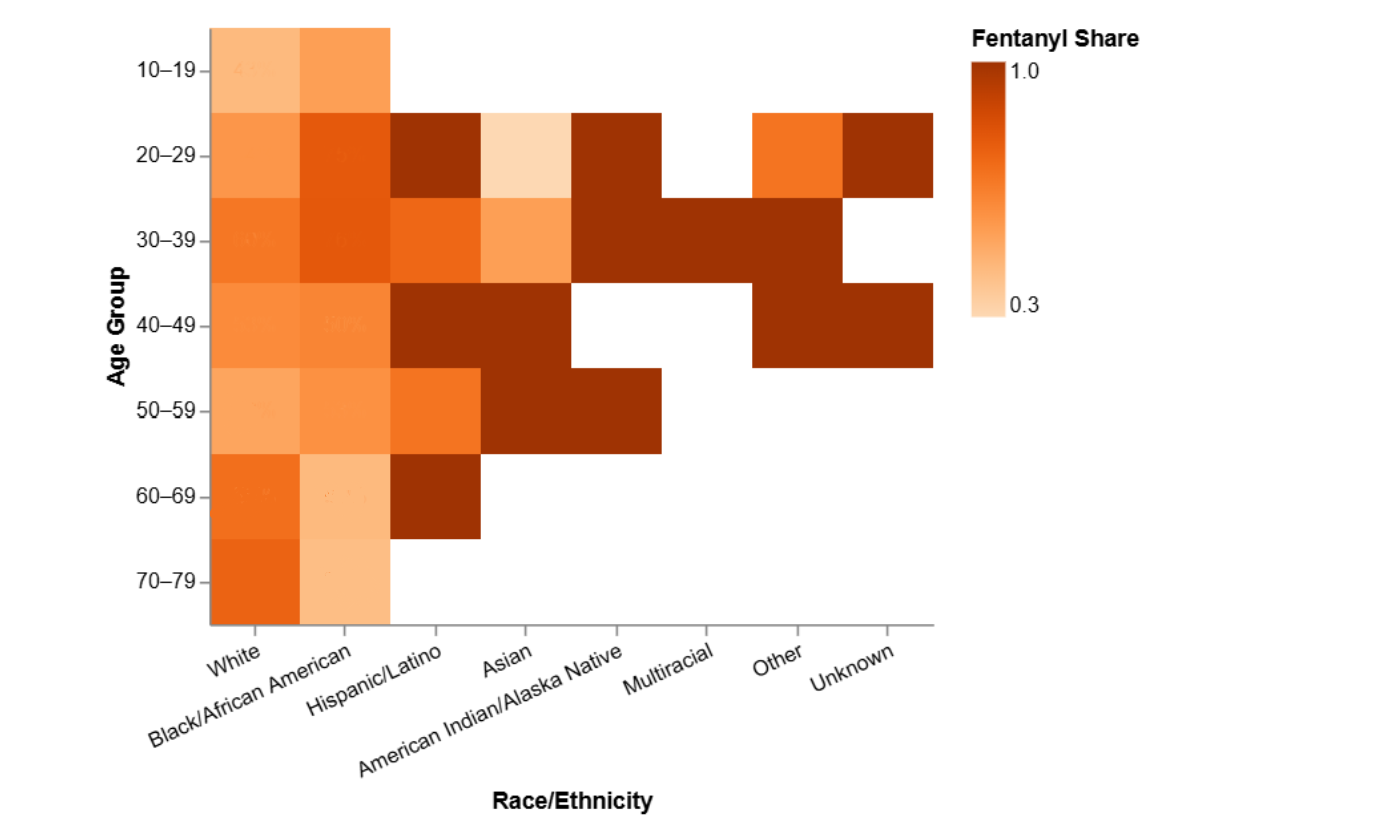 Fentanyl Share
1.0
0.3
Age Group
10–19
20–29
30–39
40–49
50–59
60–69
70–79
White
Black/African American
Hispanic/Latino
Asian
American Indian/Alaska Native
Multiracial
Other
Unknown
Race/Ethnicity